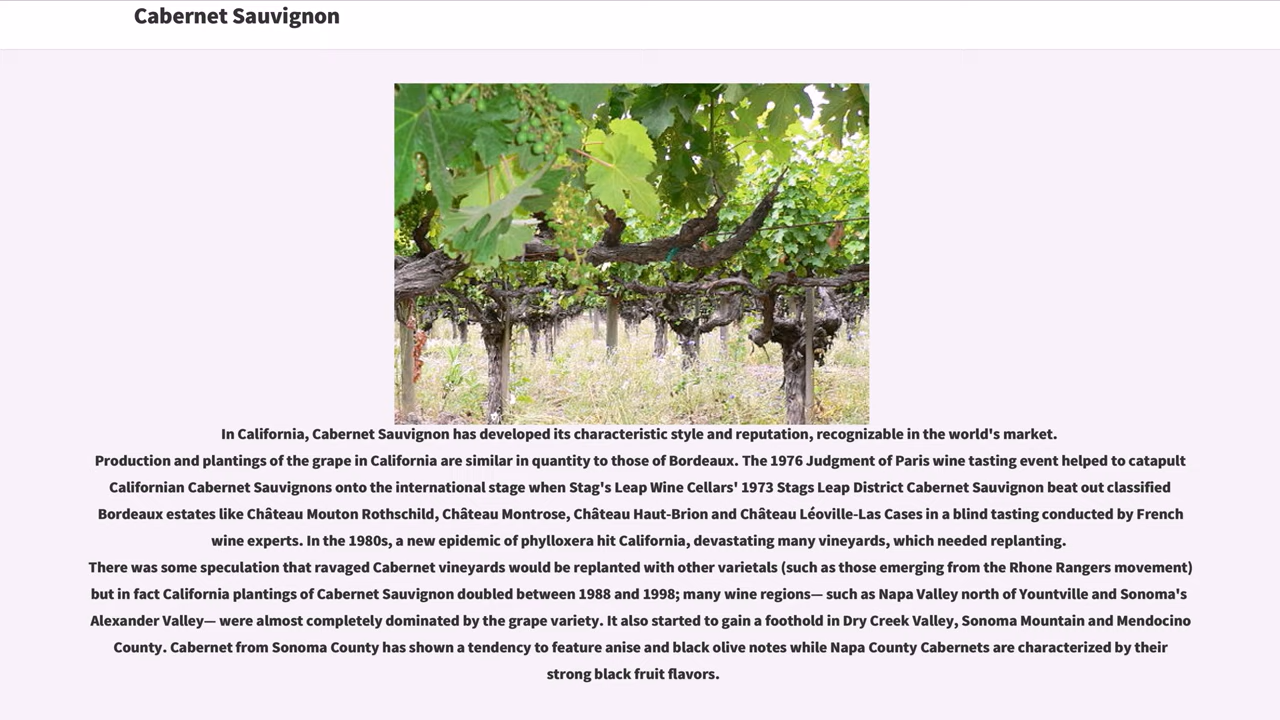 Cabernet Sauvignon
In California, Cabernet Sauvignon has developed its characteristic style and reputation, recognizable in the world's market.
Production and plantings of the grape in California are similar in quantity to those of Bordeaux. The 1976 Judgment of Paris wine tasting event helped to catapult
Californian Cabernet Sauvignons onto the international stage when Stag's Leap Wine Cellars' 1973 Stags Leap District Cabernet Sauvignon beat out classified
Bordeaux estates like Château Mouton Rothschild, Château Montrose, Château Haut-Brion and Château Léoville-Las Cases in a blind tasting conducted by French
wine experts. In the 1980s, a new epidemic of phylloxera hit California, devastating many vineyards, which needed replanting.
There was some speculation that ravaged Cabernet vineyards would be replanted with other varietals (such as those emerging from the Rhone Rangers movement)
but in fact California plantings of Cabernet Sauvignon doubled between 1988 and 1998; many wine regions— such as Napa Valley north of Yountville and Sonoma's
Alexander Valley— were almost completely dominated by the grape variety. It also started to gain a foothold in Dry Creek Valley, Sonoma Mountain and Mendocino
County. Cabernet from Sonoma County has shown a tendency to feature anise and black olive notes while Napa County Cabernets are characterized by their
strong black fruit flavors.